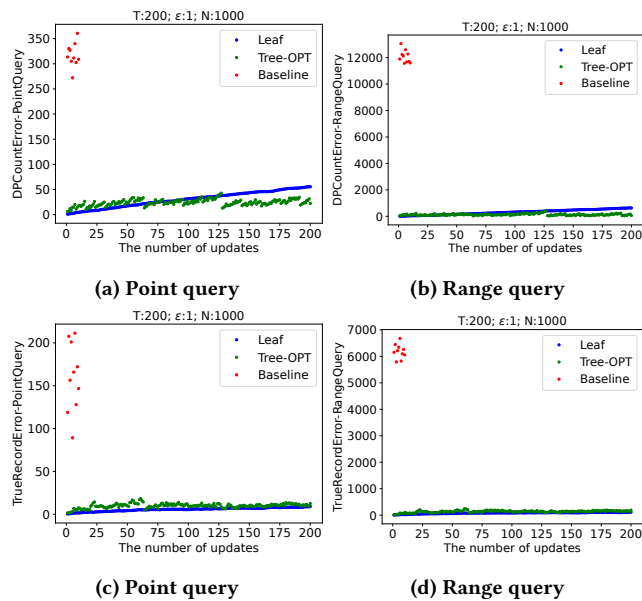 T:200; ε:1; N:1000
DPCountError-PointQuery
350
300
250
200
150
100
50
0
Leaf
Tree-OPT
Baseline
0 25 50 75 100 125 150 175 200
The number of updates
(a) Point query
T:200; ε:1; N:1000
DPCountError-RangeQuery
12000
10000
8000
6000
4000
2000
0
Leaf
Tree-OPT
Baseline
0 25 50 75 100 125 150 175 200
The number of updates
(b) Range query
T:200; ε:1; N:1000
TrueRecordError-PointQuery
200
150
100
50
0
Leaf
Tree-OPT
Baseline
0 25 50 75 100 125 150 175 200
The number of updates
(c) Point query
T:200; ε:1; N:1000
TrueRecordError-RangeQuery
7000
6000
5000
4000
3000
2000
1000
0
Leaf
Tree-OPT
Baseline
0 25 50 75 100 125 150 175 200
The number of updates
(d) Range query